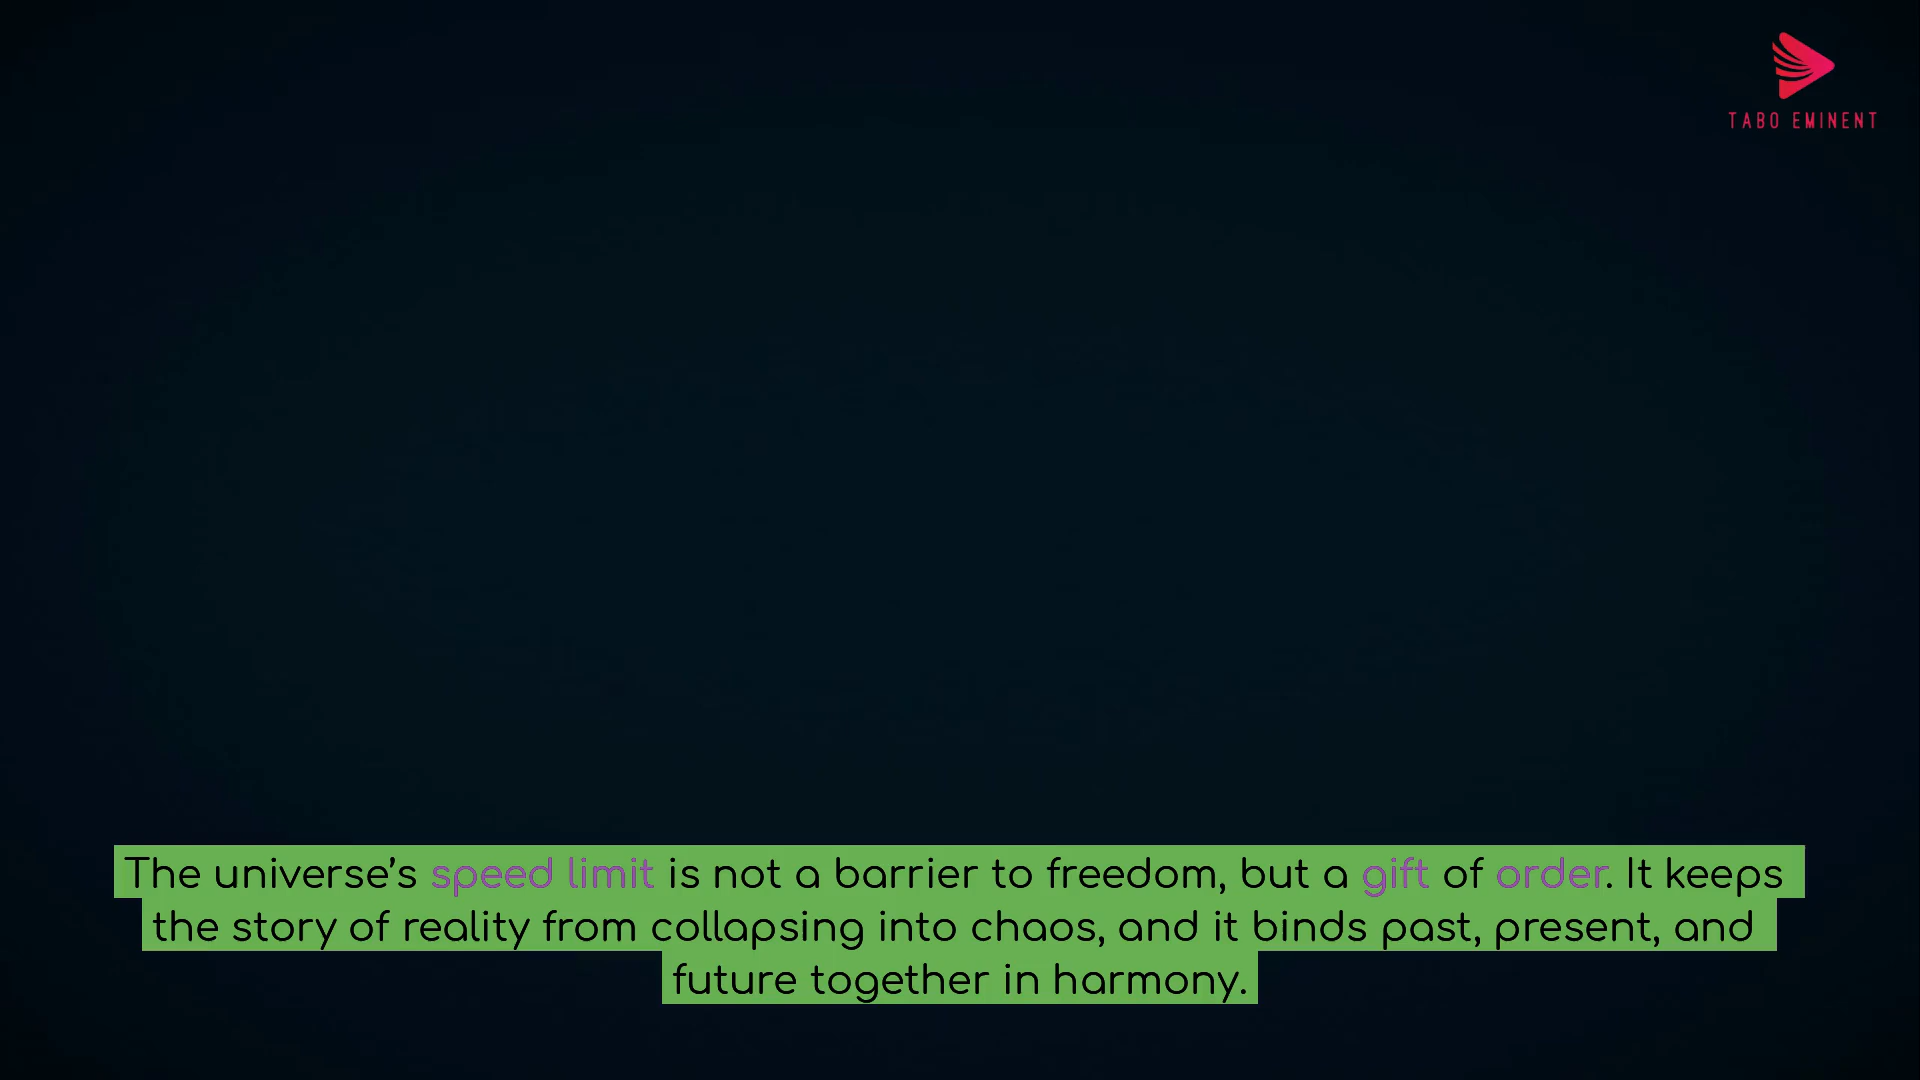 TABO EMINENT
The universe’s speed limit is not a barrier to freedom, but a gift of order. It keeps
the story of reality from collapsing into chaos, and it binds past, present, and
future together in harmony.